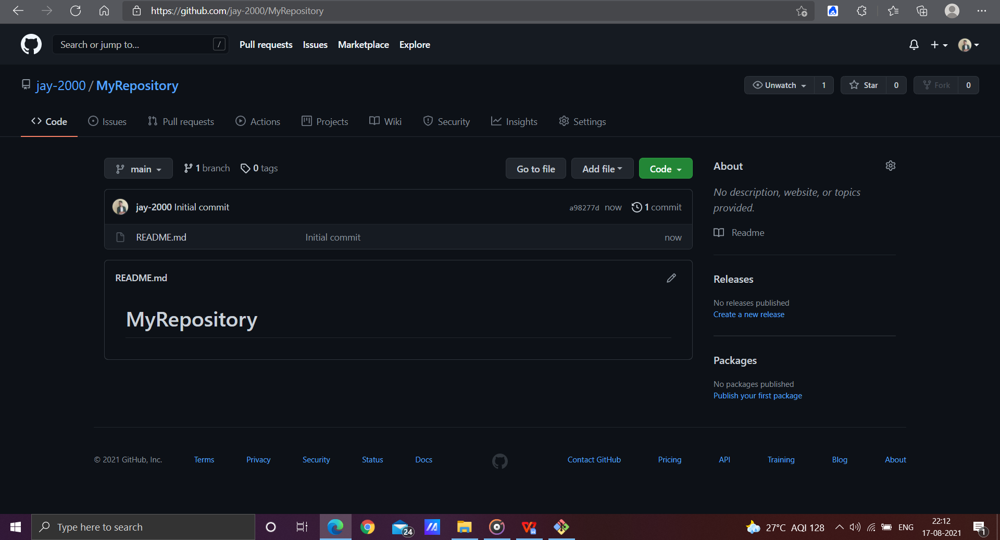 https://github.com/jay-2000/MyRepository
Search or jump to... /
Pull requests Issues Marketplace Explore
jay-2000 / MyRepository
Unwatch 1 Star 0 Fork 0
Code Issues Pull requests Actions Projects Wiki Security Insights Settings
main 1 branch 0 tags Go to file Add file Code
jay-2000 Initial commit a98277d now 1 commit
README.md Initial commit now
README.md
MyRepository
About
No description, website, or topics
provided.
Readme
Releases
No releases published
Create a new release
Packages
No packages published
Publish your first package
© 2021 GitHub, Inc. Terms Privacy Security Status Docs Contact GitHub Pricing API Training Blog About
Type here to search
24
W
27°C AQI 128
ENG
22:12
17-08-2021
1